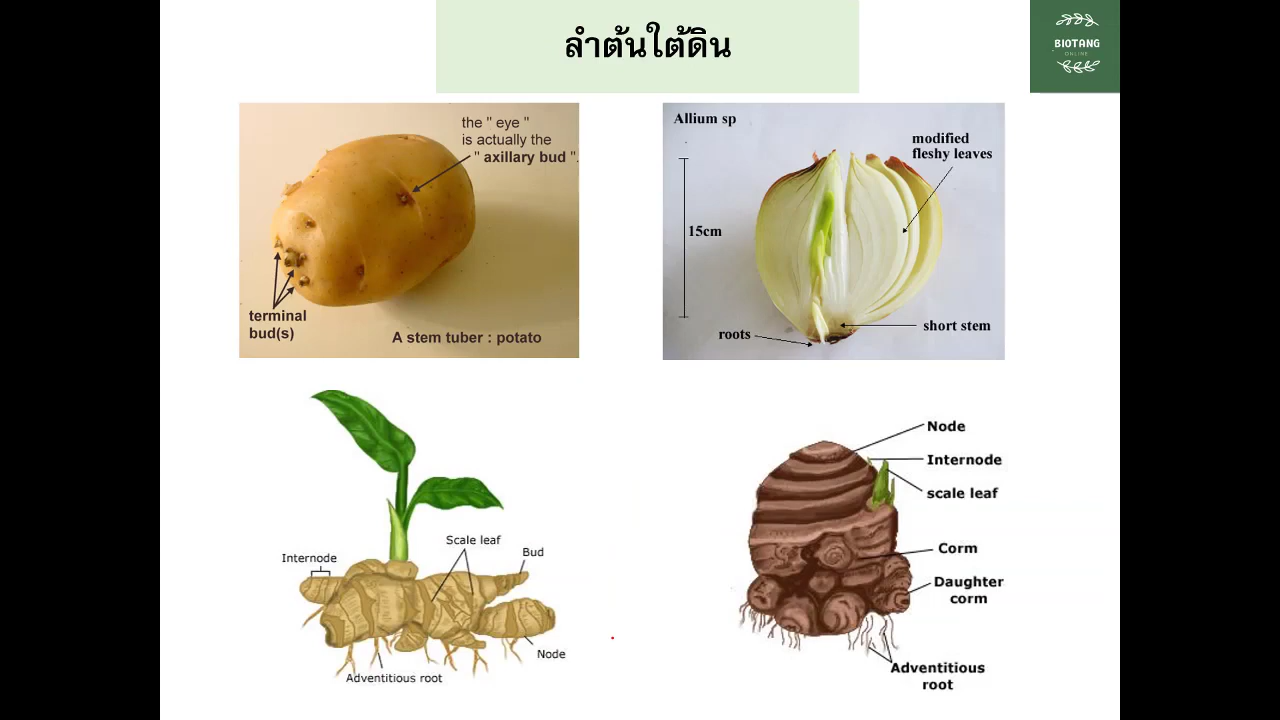 ลำต้นใต้ดิน
BIOTANG
ONLINE
the " eye "
is actually the
" axillary bud ".
terminal
bud(s)
A stem tuber : potato
Allium sp
modified
fleshy leaves
15cm
short stem
roots
Internode
Scale leaf
Bud
Node
Adventitious root
Node
Internode
scale leaf
Corm
Daughter
corm
Adventitious
root